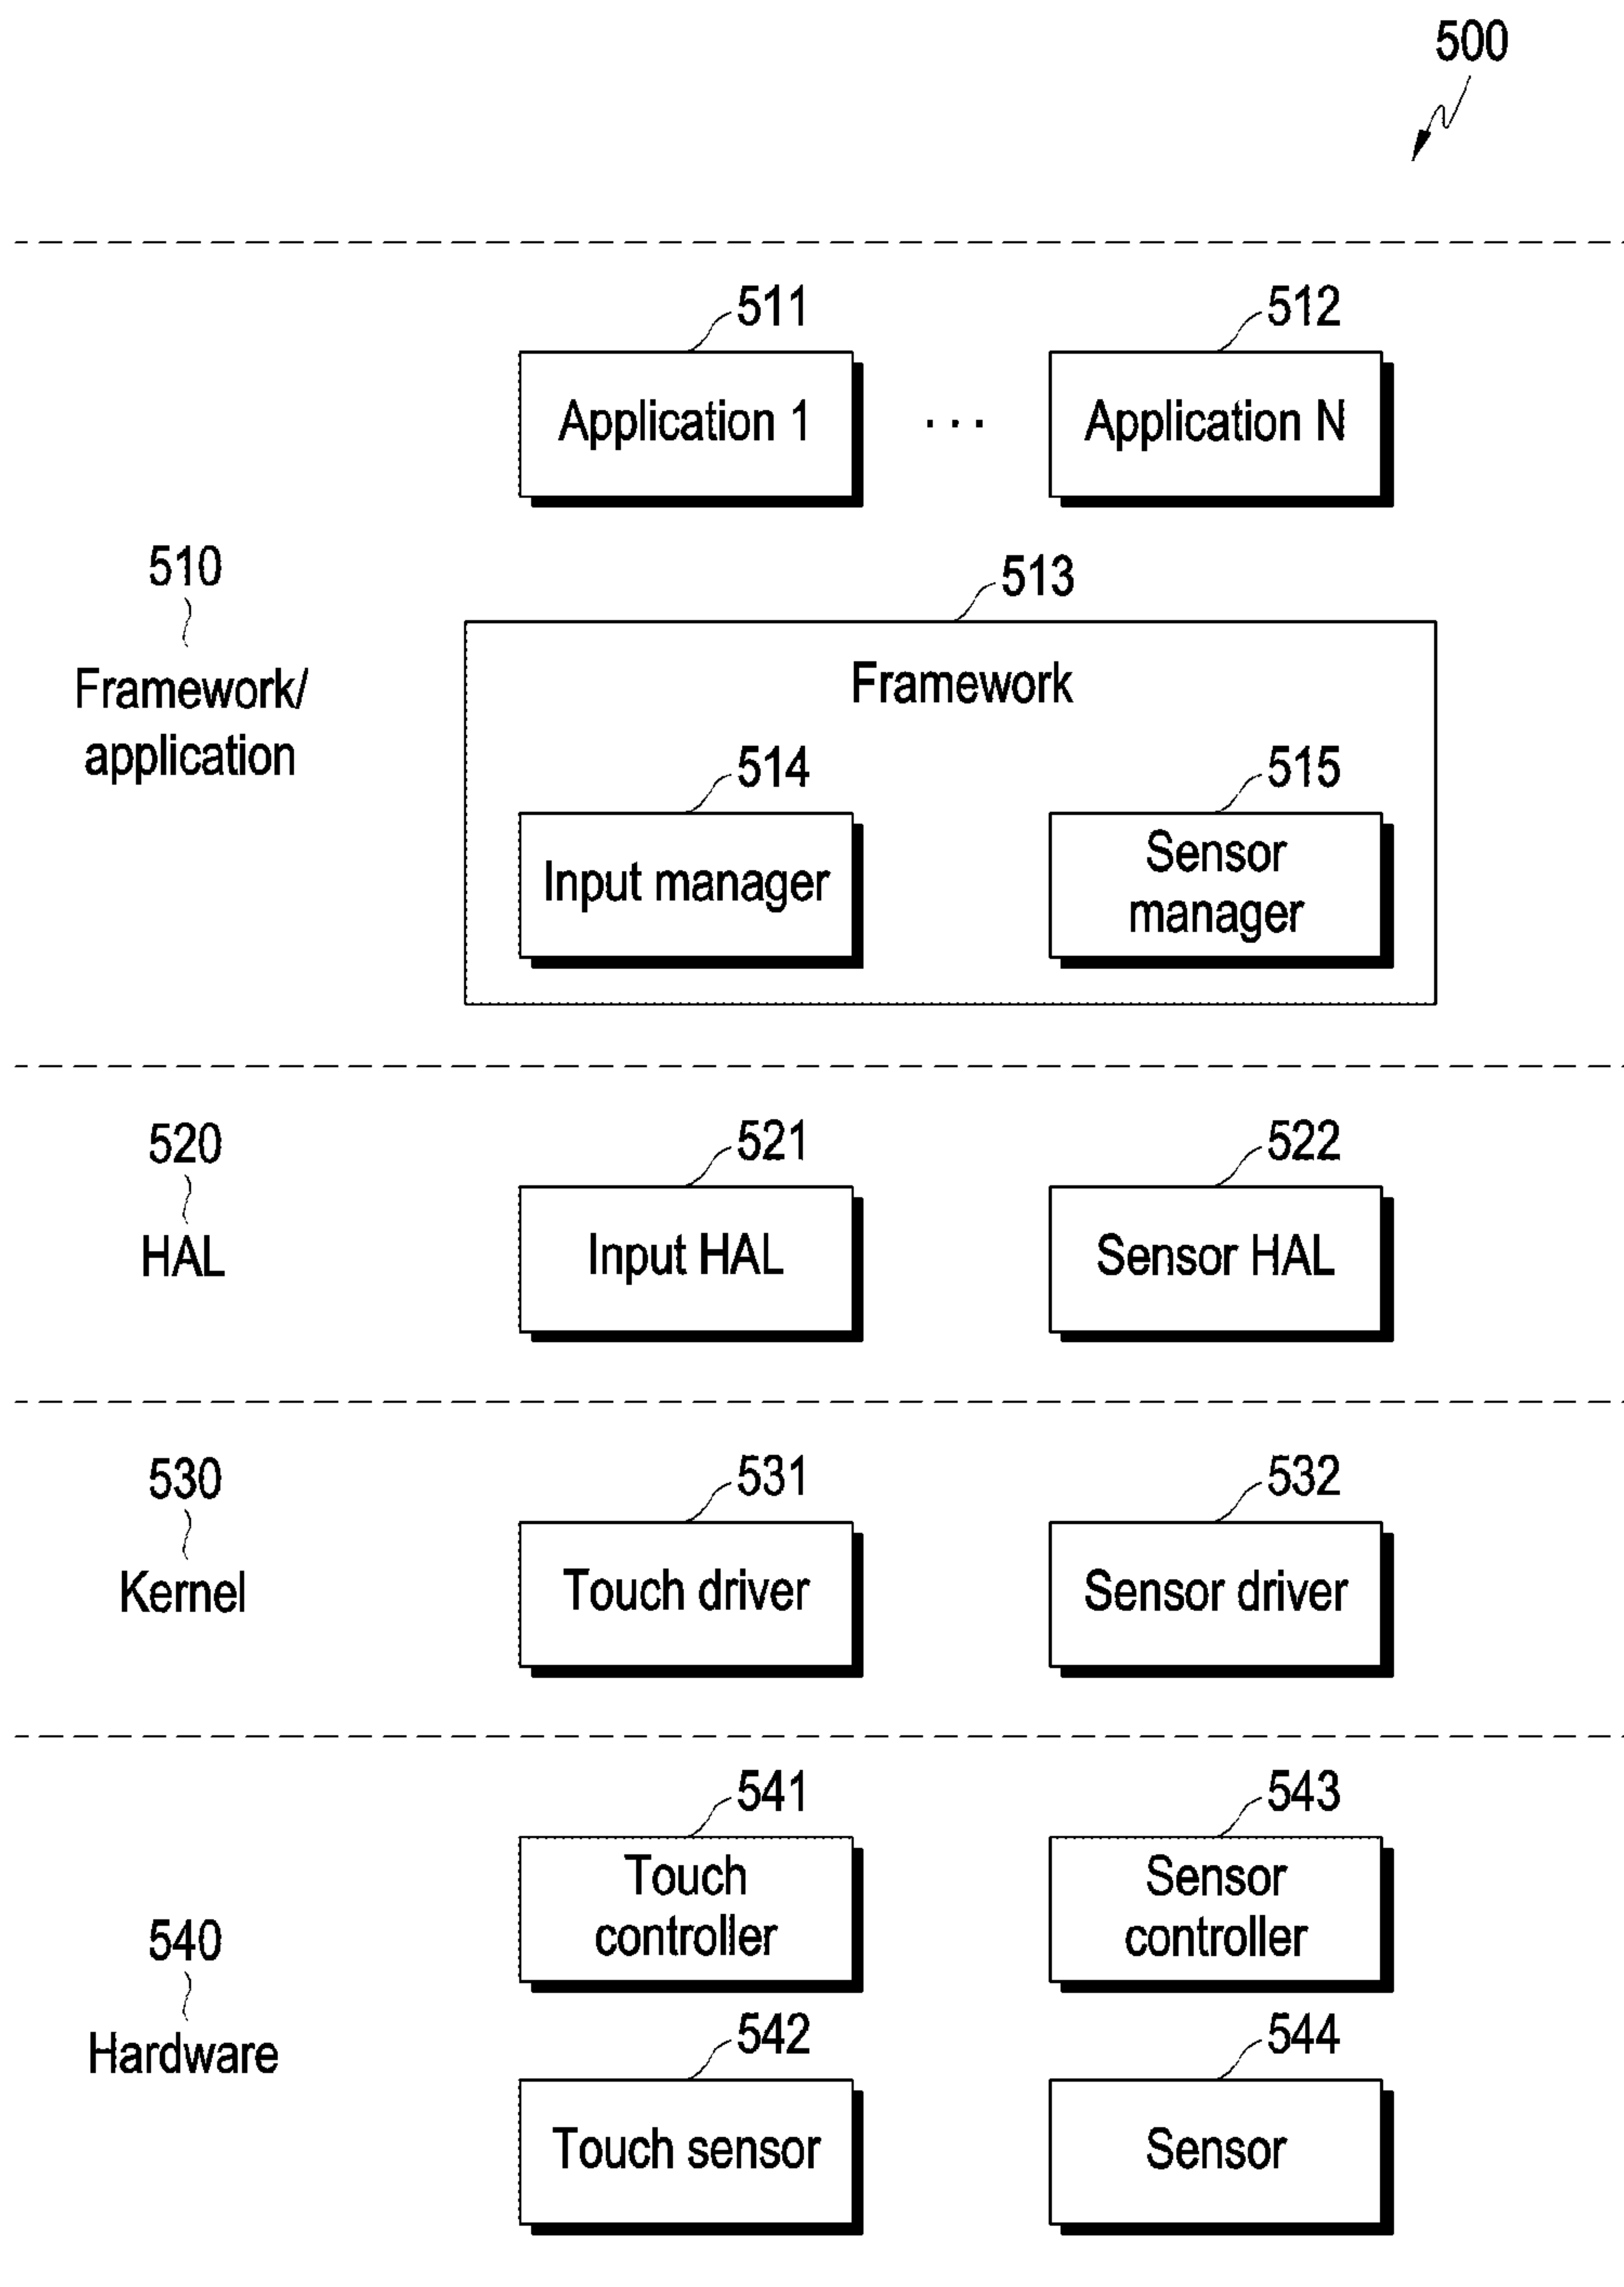 500
511
512
Application 1
...
Application N
510
Framework/
application
513
Framework
514
515
Input manager
Sensor
manager
520
HAL
521
522
Input HAL
Sensor HAL
530
Kernel
531
532
Touch driver
Sensor driver
540
Hardware
541
543
Touch
controller
Sensor
controller
542
544
Touch sensor
Sensor